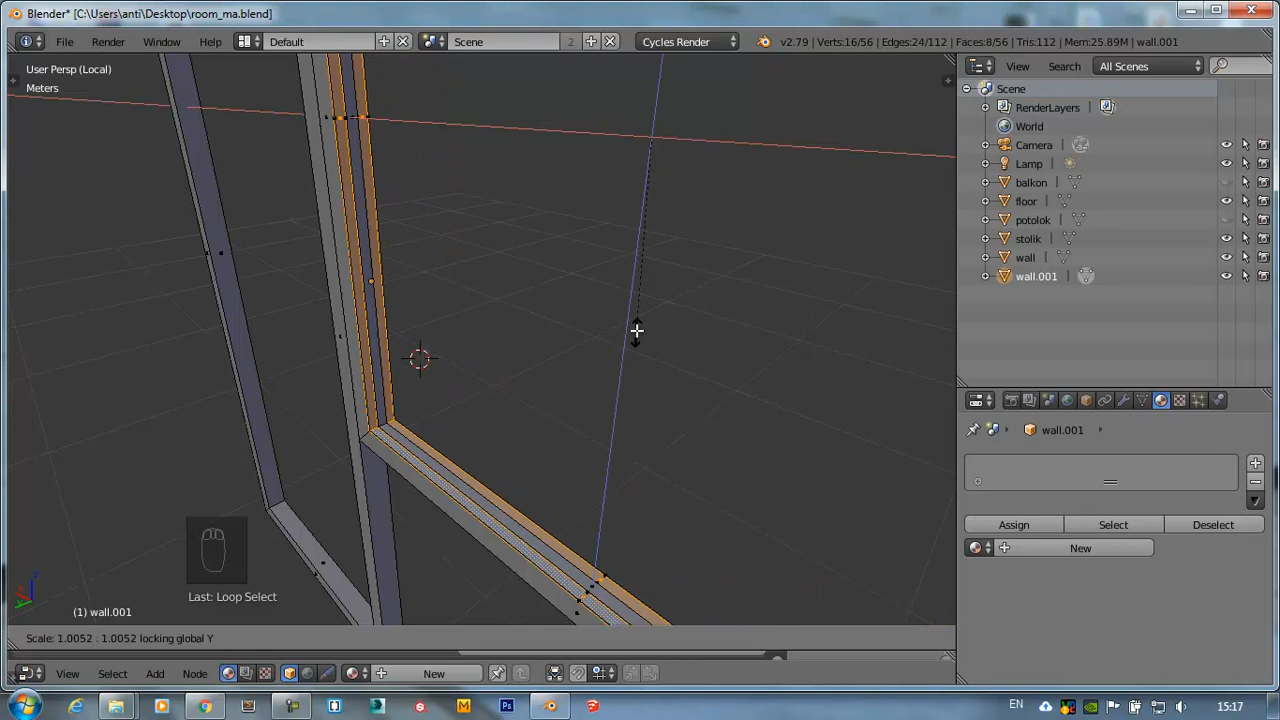 Blender* [C:\Users\anti\Desktop\room_ma.blend]
File Render Window Help Default Scene 2 Cycles Render v2.79 | Verts:16/56 | Edges:24/112 | Faces:8/56 | Tris:112 | Mem:25.89M | wall.001
User Persp (Local)
Meters
View Search All Scenes
Scene
RenderLayers
World
Camera
Lamp
balkon
floor
potolok
stolik
wall
wall.001
wall.001
Assign Select Deselect
New
Last: Loop Select
(1) wall.001
Scale: 1.0052 : 1.0052 locking global Y
View Select Add Node New
EN 15:17